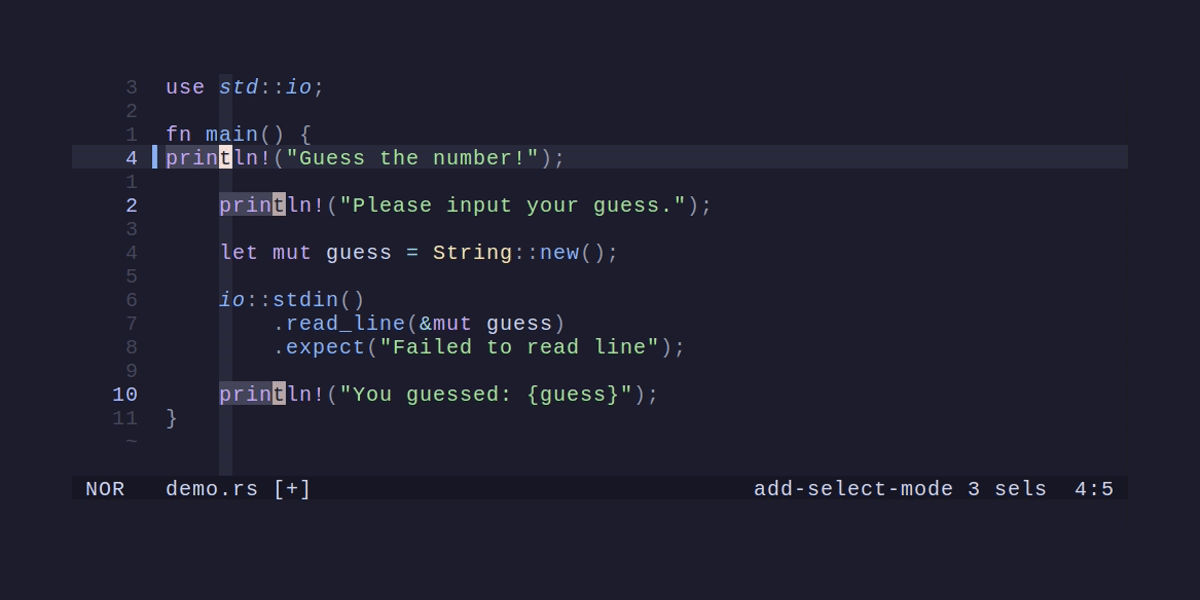 3 use std::io;
2
1 fn main() {
4 println!("Guess the number!");
1
2     println!("Please input your guess.");
3
4     let mut guess = String::new();
5
6     io::stdin()
7         .read_line(&mut guess)
8         .expect("Failed to read line");
9
10     println!("You guessed: {guess}");
11 }
~
NOR demo.rs [+] add-select-mode 3 sels 4:5